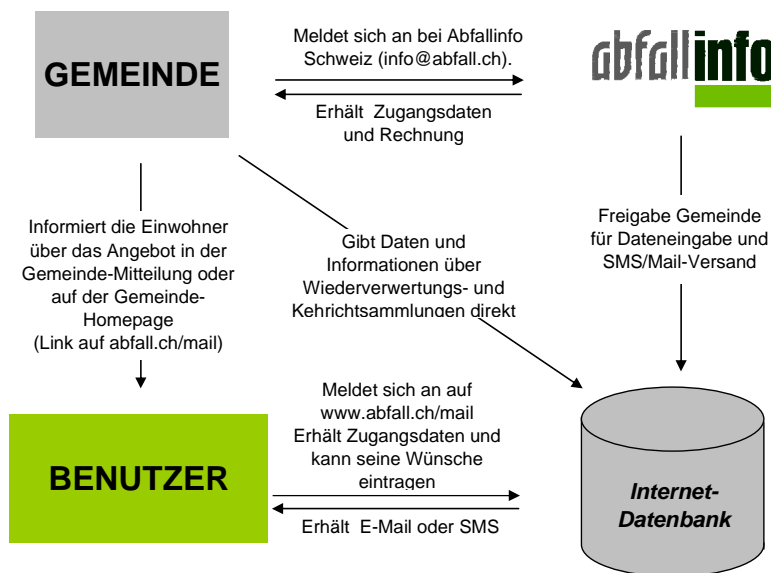 GEMEINDE
Meldet sich an bei Abfallinfo
Schweiz (info@abfall.ch).
Erhält Zugangsdaten
und Rechnung
abfallinfo
Informiert die Einwohner
über das Angebot in der
Gemeinde-Mitteilung oder
auf der Gemeinde-
Homepage
(Link auf abfall.ch/mail)
Gibt Daten und
Informationen über
Wiederverwertungs- und
Kehrichtsammlungen direkt
Freigabe Gemeinde
für Dateneingabe und
SMS/Mail-Versand
BENUTZER
Meldet sich an auf
www.abfall.ch/mail
Erhält Zugangsdaten und
kann seine Wünsche
eintragen
Erhält E-Mail oder SMS
Internet-
Datenbank